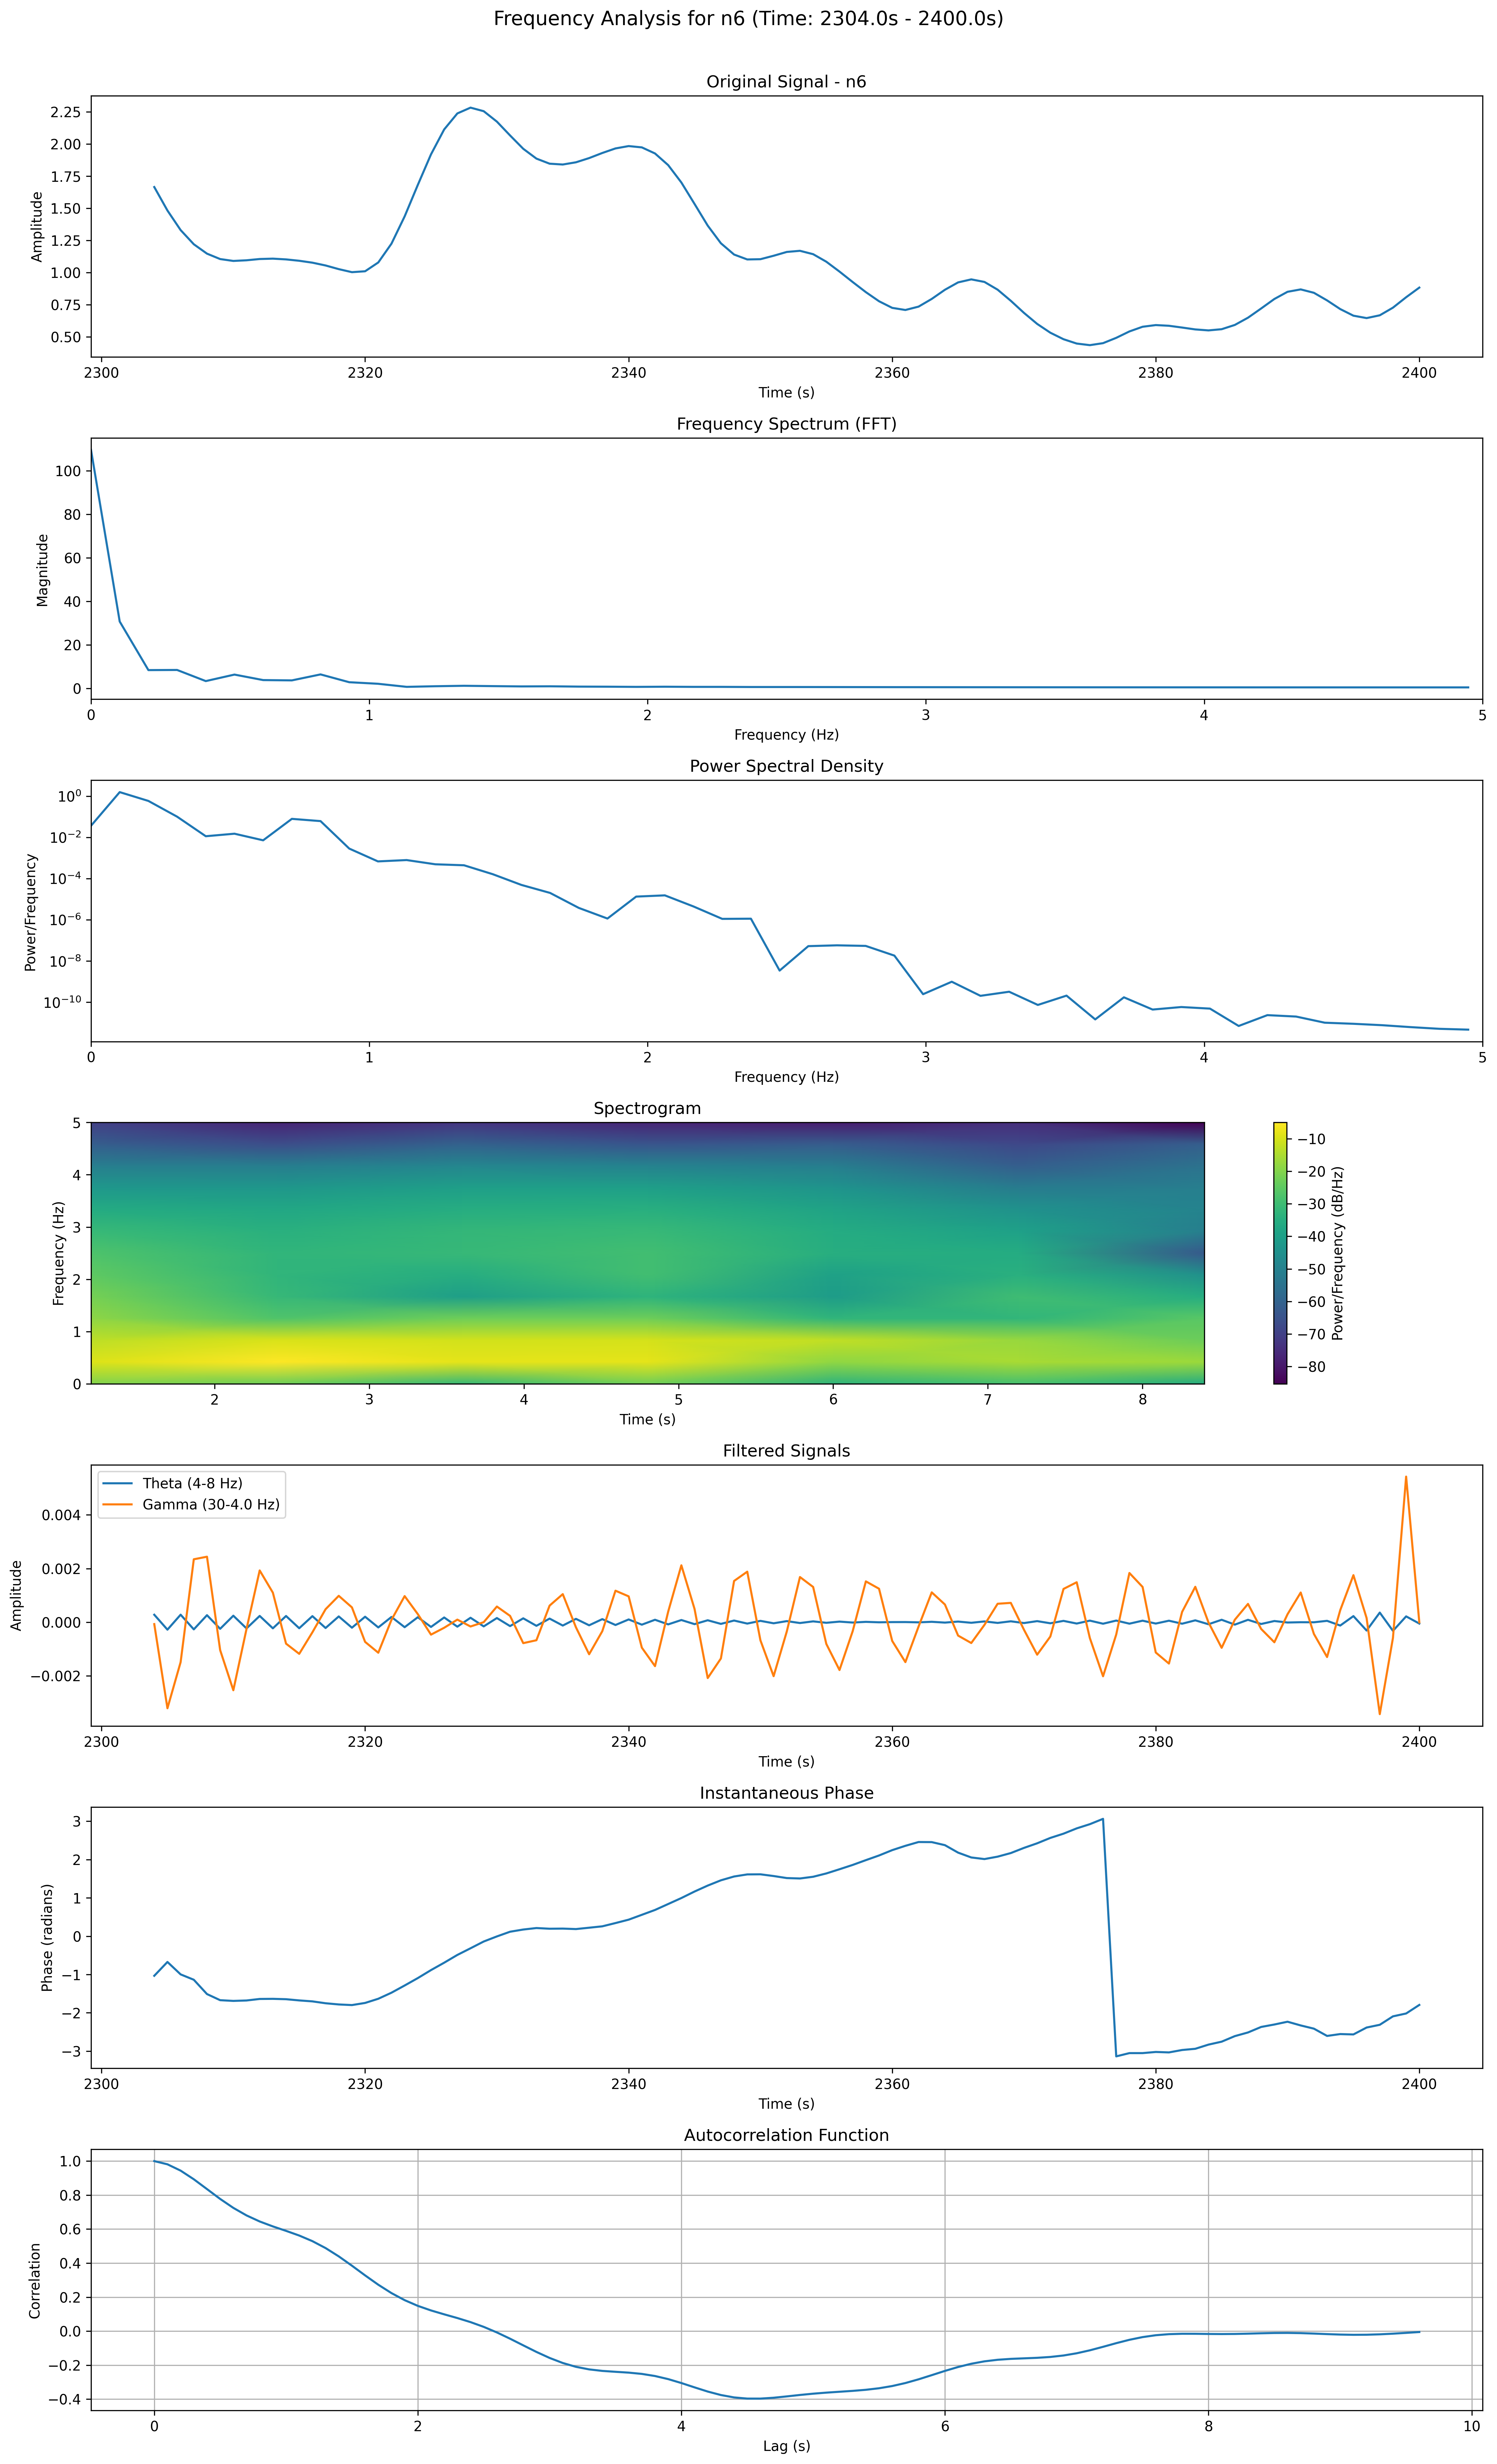 Frequency Analysis for n6 (Time: 2304.0s - 2400.0s)
Original Signal - n6
Amplitude
2.25
2.00
1.75
1.50
1.25
1.00
0.75
0.50
2300 2320 2340 2360 2380 2400
Time (s)
Frequency Spectrum (FFT)
Magnitude
100
80
60
40
20
0
0 1 2 3 4 5
Frequency (Hz)
Power Spectral Density
Power/Frequency
10⁰
10⁻²
10⁻⁴
10⁻⁶
10⁻⁸
10⁻¹⁰
0 1 2 3 4 5
Frequency (Hz)
Spectrogram
Frequency (Hz)
5
4
3
2
1
0
2 3 4 5 6 7 8
Time (s)
−10
−20
−30
−40
−50
−60
−70
−80
Power/Frequency (dB/Hz)
Filtered Signals
Theta (4-8 Hz)
Gamma (30-4.0 Hz)
Amplitude
0.004
0.002
0.000
−0.002
2300 2320 2340 2360 2380 2400
Time (s)
Instantaneous Phase
Phase (radians)
3
2
1
0
−1
−2
−3
2300 2320 2340 2360 2380 2400
Time (s)
Autocorrelation Function
Correlation
1.0
0.8
0.6
0.4
0.2
0.0
−0.2
−0.4
0 2 4 6 8 10
Lag (s)